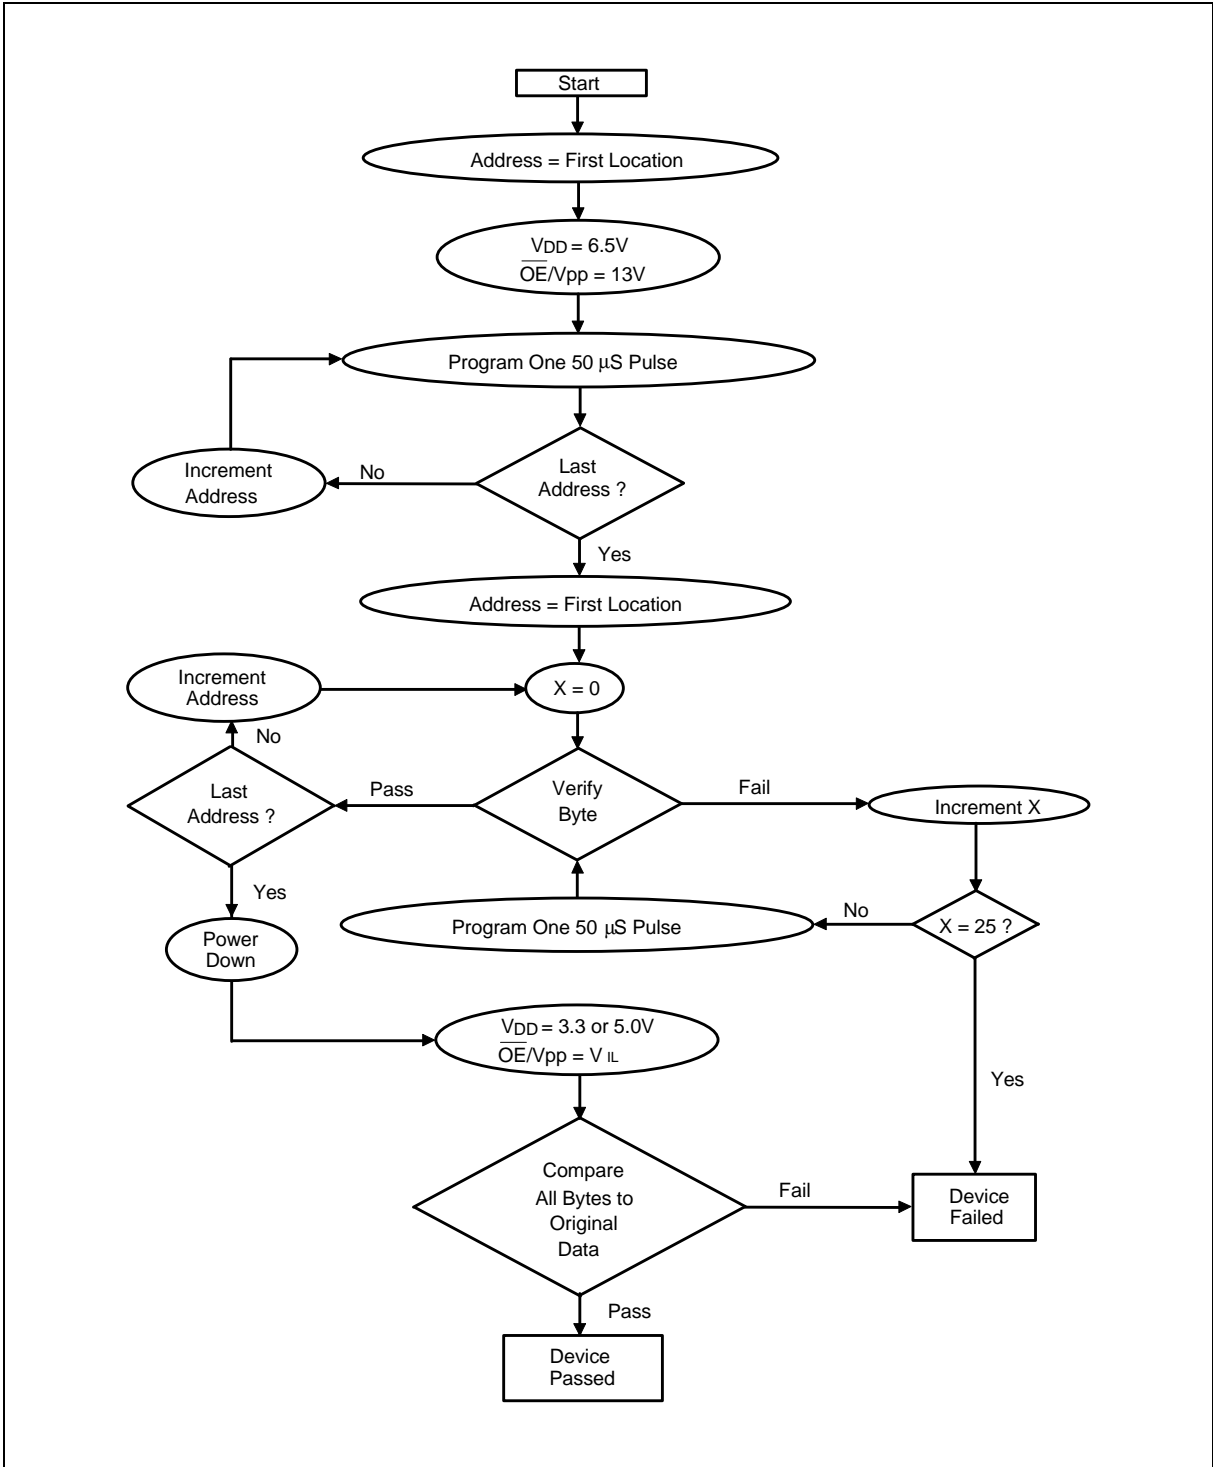 Start
Address = First Location
VDD = 6.5V
OE/Vpp = 13V
Program One 50 µS Pulse
Increment
Address
No
Last
Address ?
Yes
Address = First Location
Increment
Address
X = 0
No
Last
Address ?
Pass
Verify
Byte
Fail
Increment X
Yes
Program One 50 µS Pulse
No
X = 25 ?
Power
Down
VDD = 3.3 or 5.0V
OE/Vpp = V IL
Yes
Compare
All Bytes to
Original
Data
Fail
Device
Failed
Pass
Device
Passed